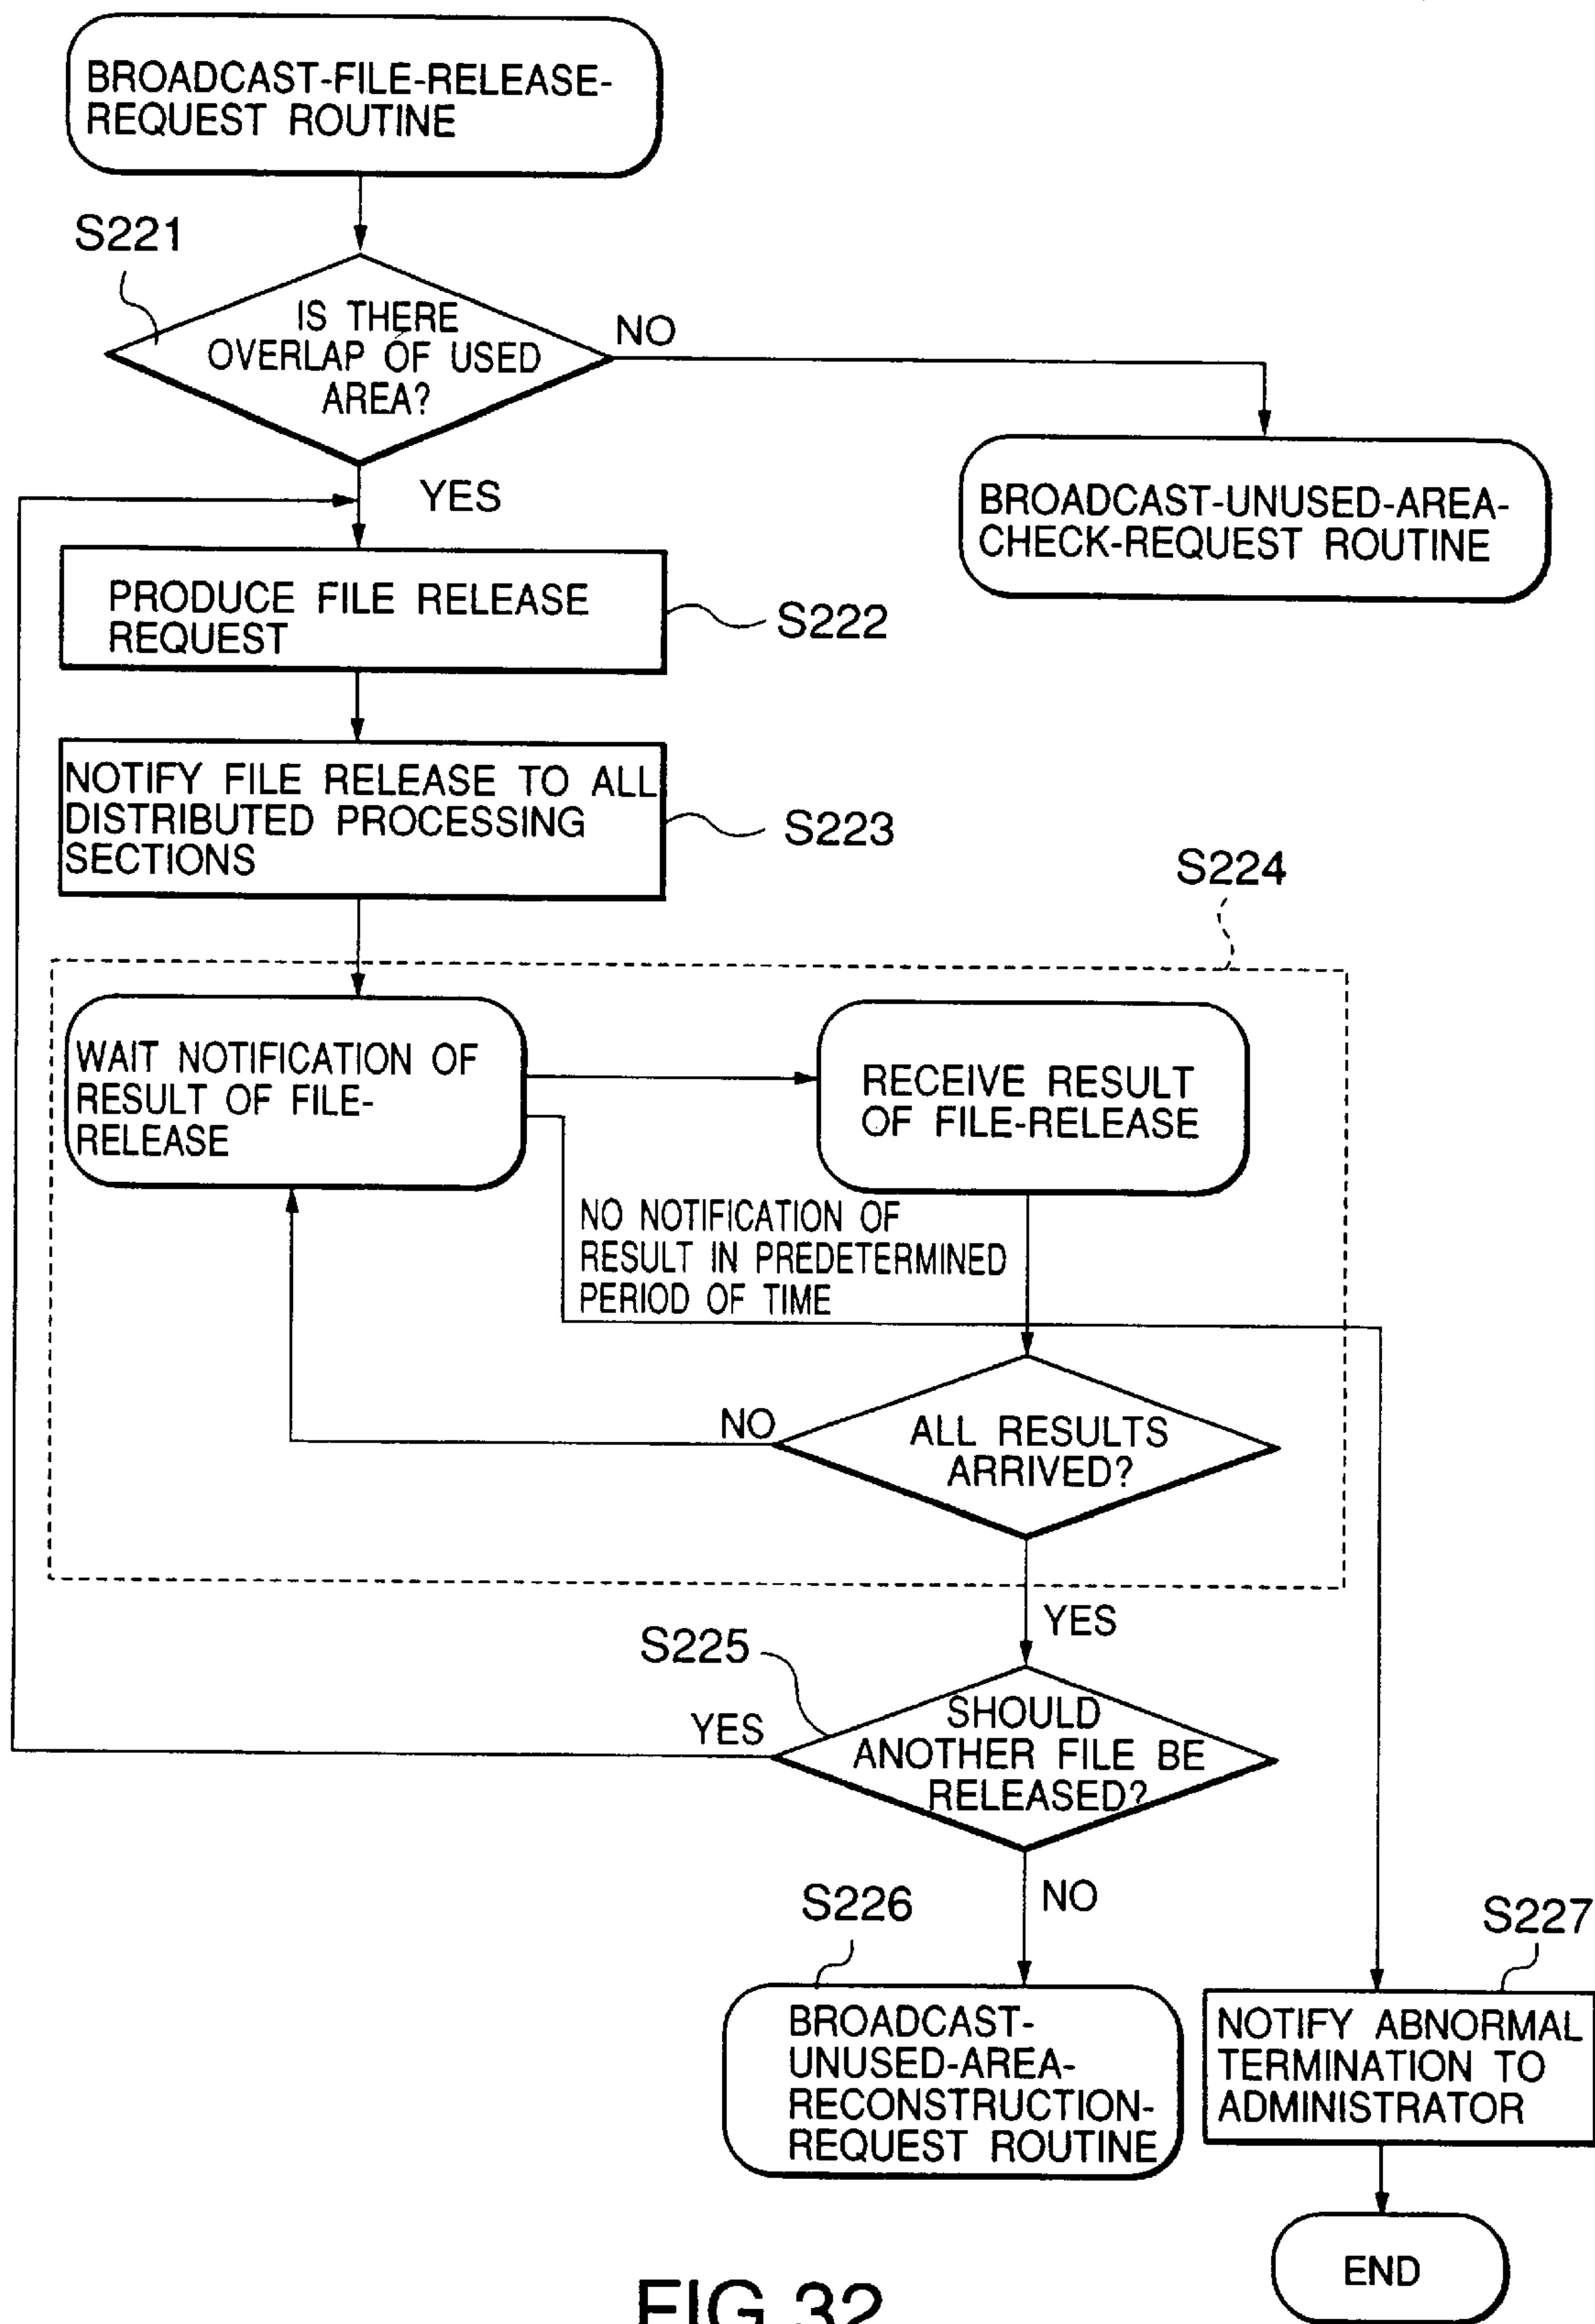 BROADCAST-FILE-RELEASE-
REQUEST ROUTINE
S221
IS THERE
OVERLAP OF USED
AREA?
NO
YES
BROADCAST-UNUSED-AREA-
CHECK-REQUEST ROUTINE
PRODUCE FILE RELEASE
REQUEST
S222
NOTIFY FILE RELEASE TO ALL
DISTRIBUTED PROCESSING
SECTIONS
S223
S224
WAIT NOTIFICATION OF
RESULT OF FILE-
RELEASE
RECEIVE RESULT
OF FILE-RELEASE
NO NOTIFICATION OF
RESULT IN PREDETERMINED
PERIOD OF TIME
NO
ALL RESULTS
ARRIVED?
YES
S225
YES
SHOULD
ANOTHER FILE BE
RELEASED?
NO
S226
S227
BROADCAST-
UNUSED-AREA-
RECONSTRUCTION-
REQUEST ROUTINE
NOTIFY ABNORMAL
TERMINATION TO
ADMINISTRATOR
END
FIG.32